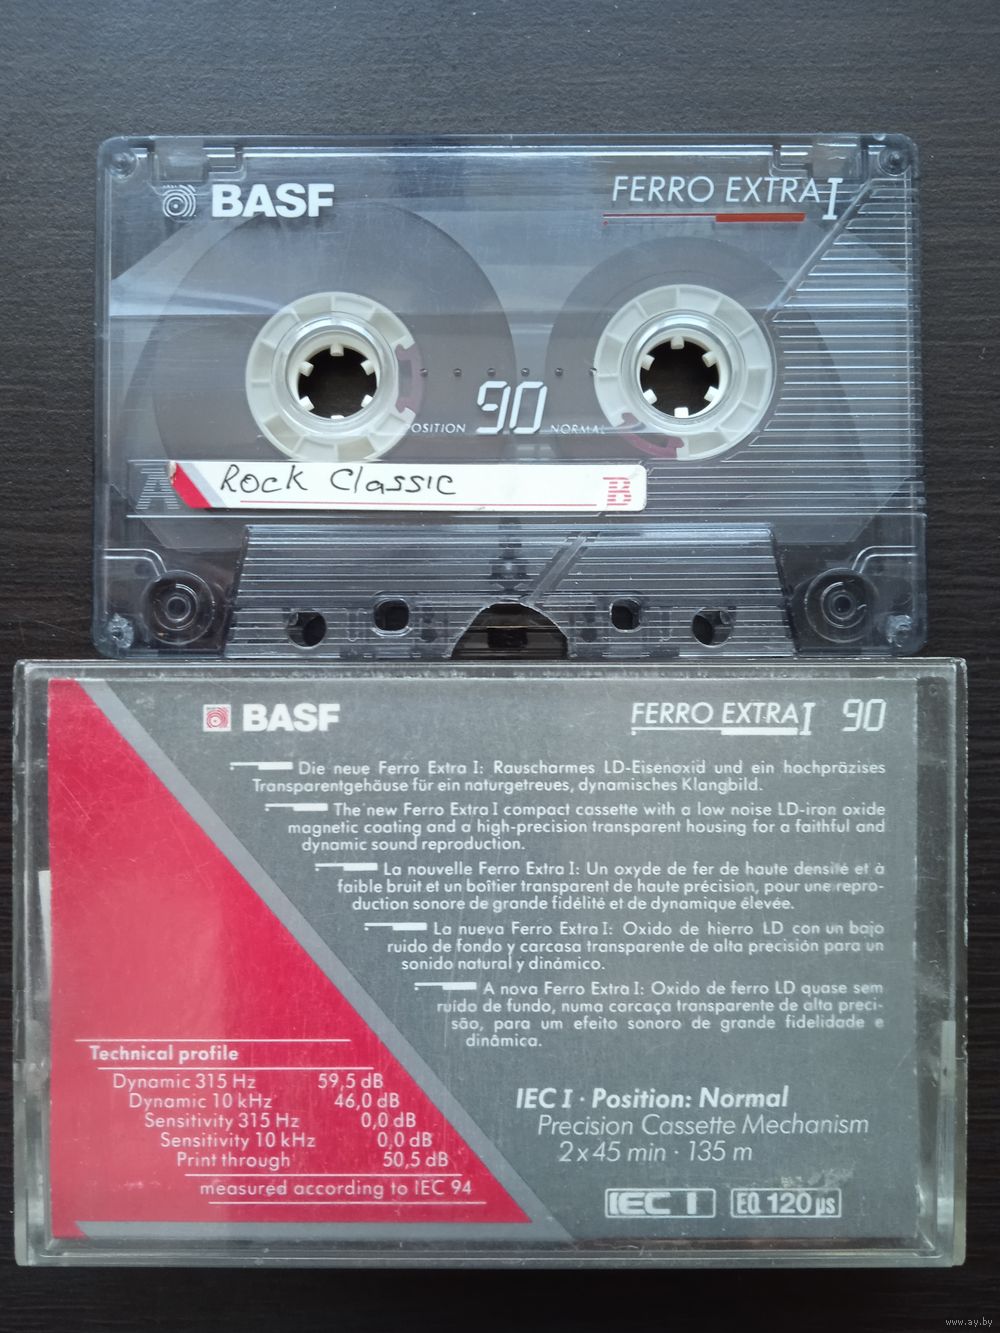 BASF
FERRO EXTRA I
POSITION 90 NORMAL
A
Rock Classic
B
BASF
FERRO EXTRA I 90
Die neue Ferro Extra I: Rauscharmes LD-Eisenoxid und ein hochpräzises
Transparentgehäuse für ein naturgetreues, dynamisches Klangbild.
The new Ferro Extra I compact cassette with a low noise LD-iron oxide
magnetic coating and a high-precision transparent housing for a faithful and
dynamic sound reproduction.
La nouvelle Ferro Extra I: Un oxyde de fer de haute densité et à
faible bruit et un boîtier transparent de haute précision, pour une repro-
duction sonore de grande fidélité et de dynamique élevée.
La nueva Ferro Extra I: Oxido de hierro LD con un bajo
ruido de fondo y carcasa transparente de alta precisión para un
sonido natural y dinámico.
A nova Ferro Extra I: Oxido de ferro LD quase sem
ruído de fundo, numa carcaça transparente de alta preci-
são, para um efeito sonoro de grande fidelidade e
dinâmica.
Technical profile
Dynamic 315 Hz 59,5 dB
Dynamic 10 kHz 46,0 dB
Sensitivity 315 Hz 0,0 dB
Sensitivity 10 kHz 0,0 dB
Print through 50,5 dB
measured according to IEC 94
IEC I · Position: Normal
Precision Cassette Mechanism
2 x 45 min · 135 m
IEC I EQ 120 µs
www.ay.by